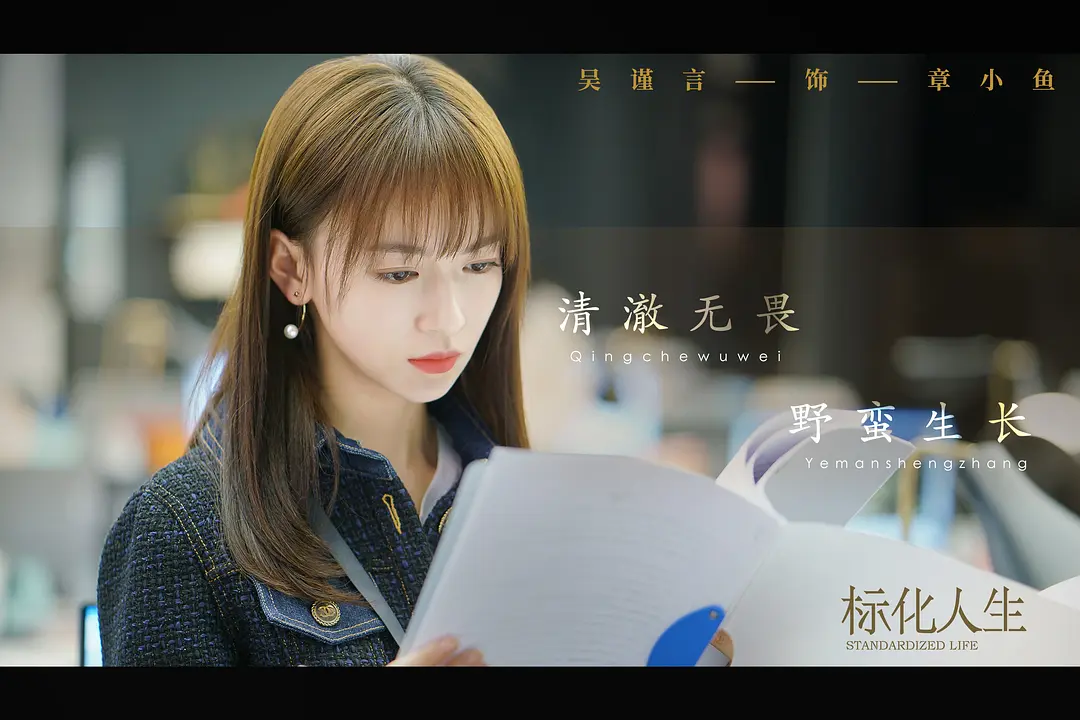 吴谨言——饰——章小鱼
清澈无畏
Qingchewuwei
野蛮生长
Yemanshengzhang
标化人生
STANDARDIZED LIFE